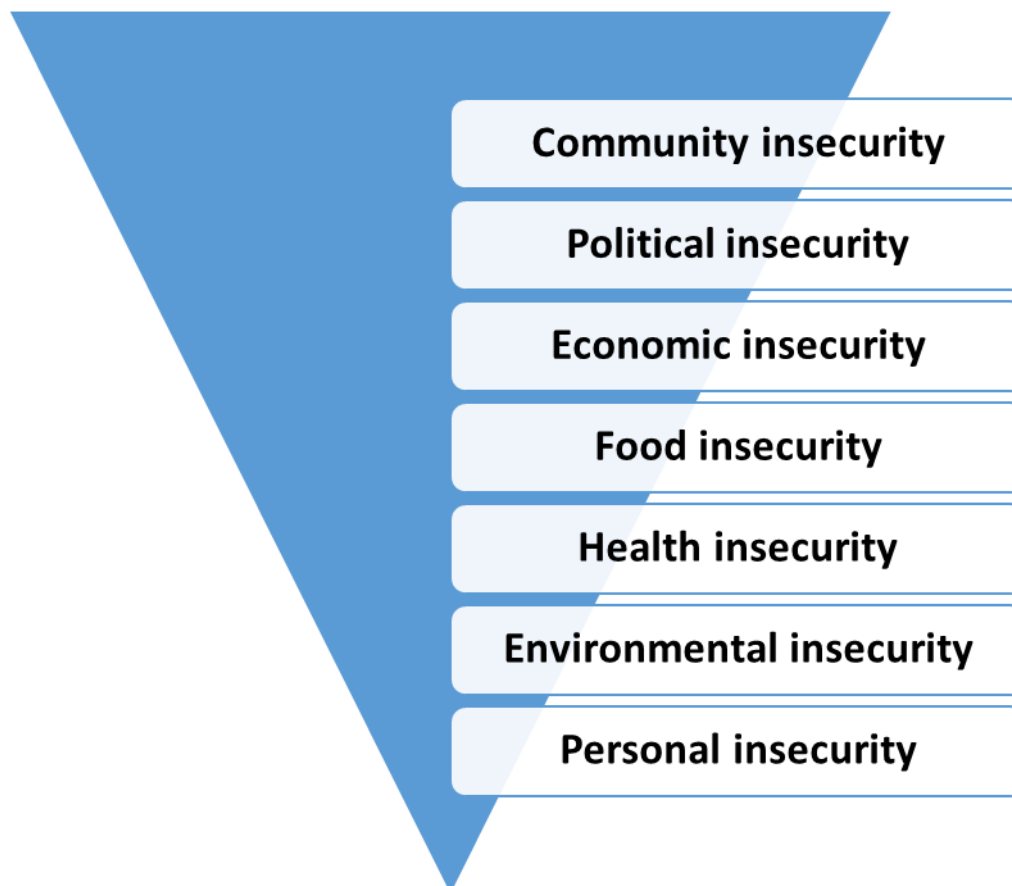 Community insecurity
Political insecurity
Economic insecurity
Food insecurity
Health insecurity
Environmental insecurity
Personal insecurity